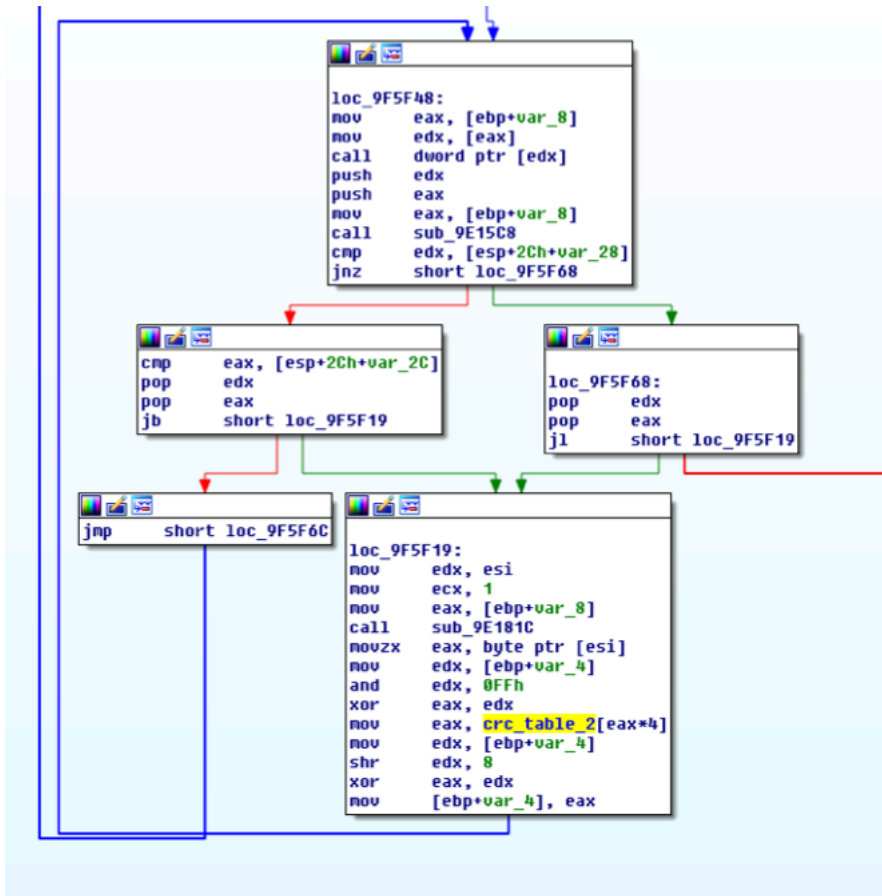 loc_9F5F48:
mov eax, [ebp+var_8]
mov edx, [eax]
call dword ptr [edx]
push edx
push eax
mov eax, [ebp+var_8]
call sub_9E15C8
cmp edx, [esp+2Ch+var_28]
jnz short loc_9F5F68
cmp eax, [esp+2Ch+var_2C]
pop edx
pop eax
jb short loc_9F5F19
loc_9F5F68:
pop edx
pop eax
jl short loc_9F5F19
jmp short loc_9F5F6C
loc_9F5F19:
mov edx, esi
mov ecx, 1
mov eax, [ebp+var_8]
call sub_9E181C
movzx eax, byte ptr [esi]
mov edx, [ebp+var_4]
and edx, 0FFh
xor eax, edx
mov eax, crc_table_2[eax*4]
mov edx, [ebp+var_4]
shr edx, 8
xor eax, edx
mov [ebp+var_4], eax